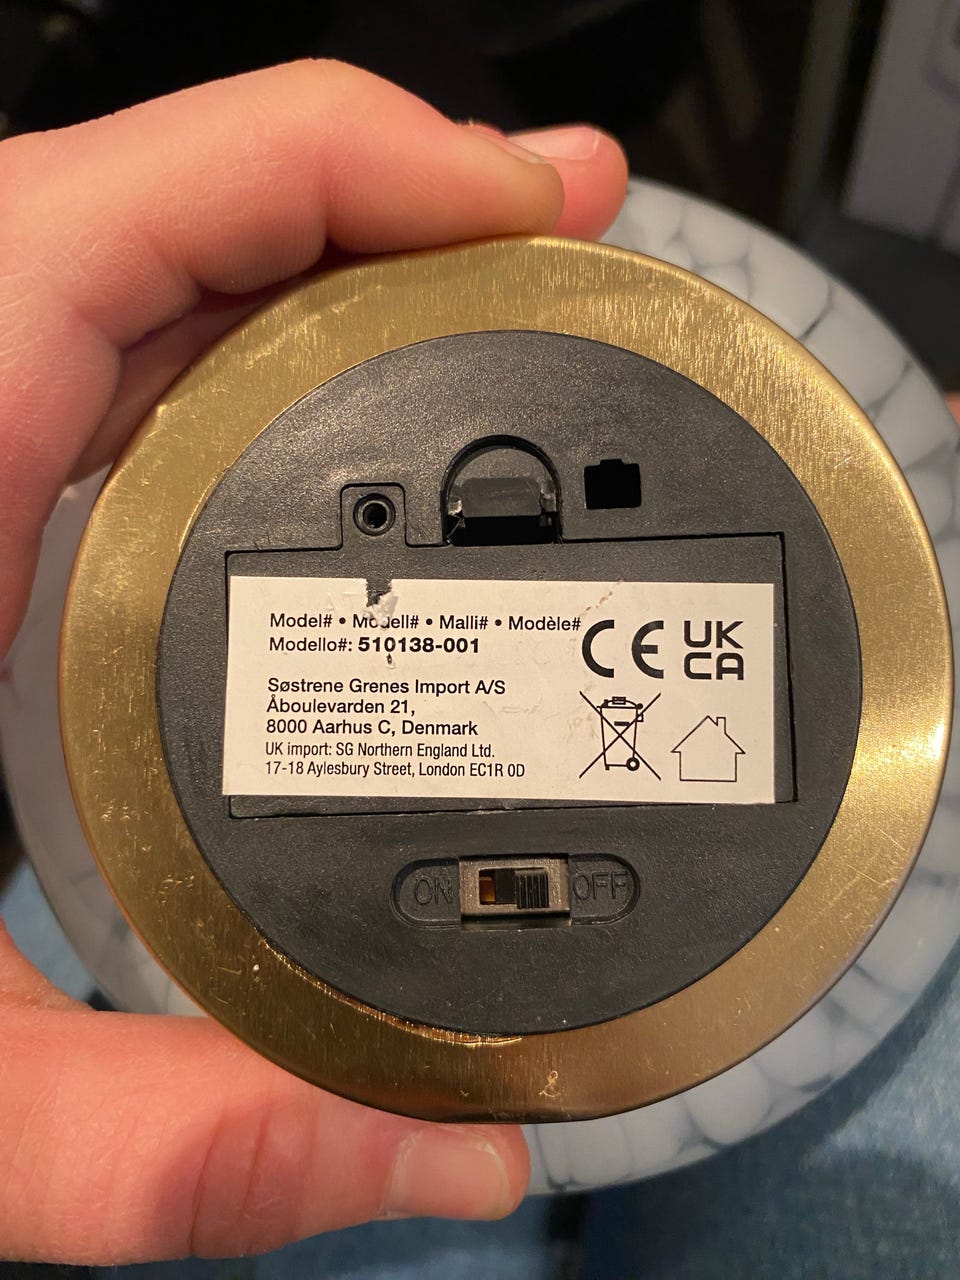 Model# • Modell# • Malli# • Modèle#
Modello#: 510138-001
CE UK
CA
Søstrene Grenes Import A/S
Åboulevarden 21,
8000 Aarhus C, Denmark
UK import: SG Northern England Ltd.
17-18 Aylesbury Street, London EC1R 0D
ON OFF